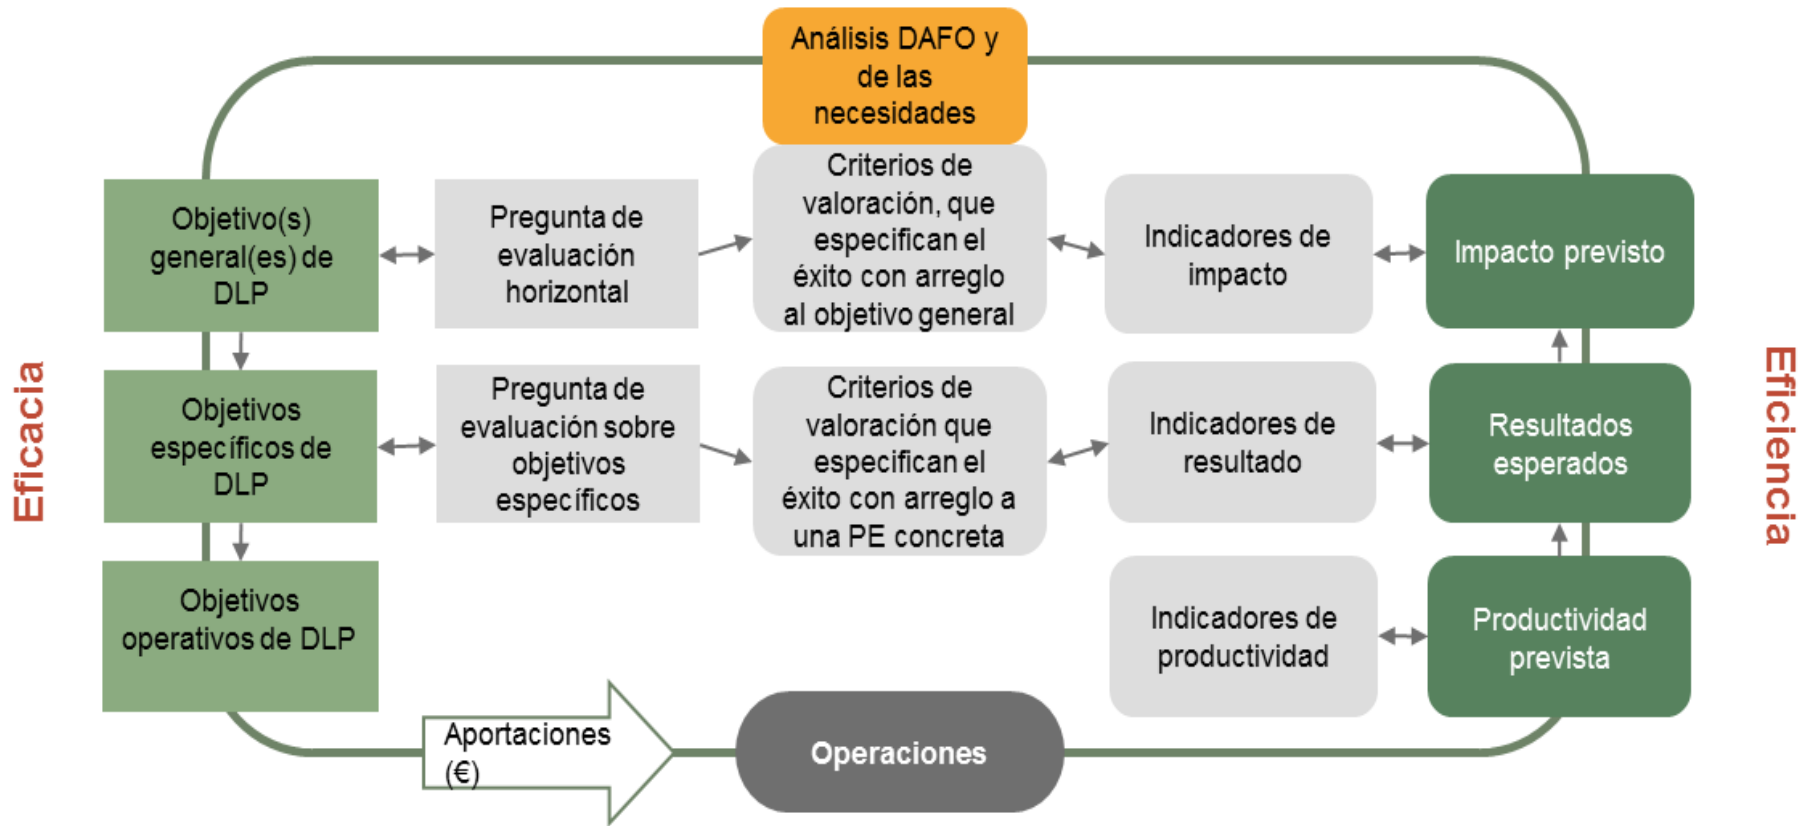 Análisis DAFO y
de las
necesidades
Objetivo(s)
general(es) de
DLP
Pregunta de
evaluación
horizontal
Criterios de
valoración, que
especifican el
éxito con arreglo
al objetivo general
Indicadores de
impacto
Impacto previsto
Eficacia
Objetivos
específicos de
DLP
Pregunta de
evaluación sobre
objetivos
específicos
Criterios de
valoración que
especifican el
éxito con arreglo a
una PE concreta
Indicadores de
resultado
Resultados
esperados
Eficiencia
Objetivos
operativos de DLP
Indicadores de
productividad
Productividad
prevista
Aportaciones
(€)
Operaciones